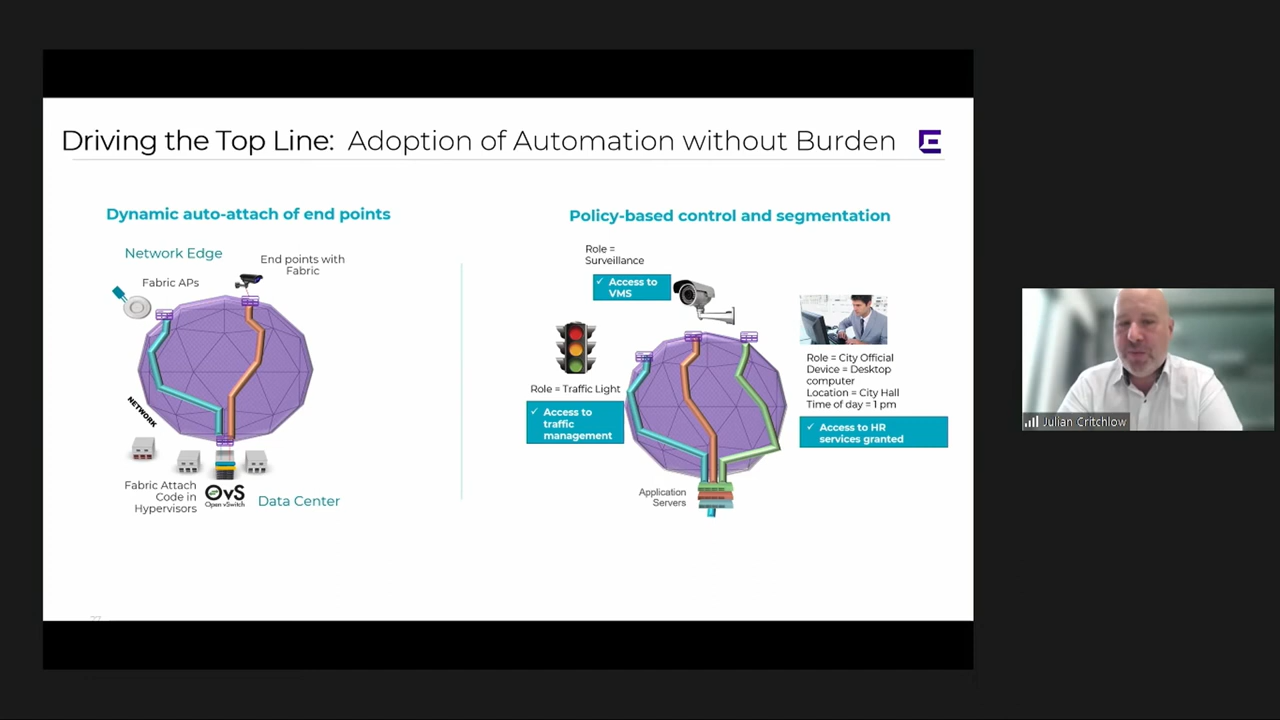 Driving the Top Line: Adoption of Automation without Burden
Dynamic auto-attach of end points
Network Edge
End points with
Fabric
Fabric APs
NETWORK
Fabric Attach
Code in
Hypervisors
OvS
Open vSwitch
Data Center
Policy-based control and segmentation
Role =
Surveillance
✓ Access to
VMS
Role = Traffic Light
✓ Access to
traffic
management
Role = City Official
Device = Desktop
computer
Location = City Hall
Time of day = 1 pm
✓ Access to HR
services granted
Application
Servers
Julian Critchlow